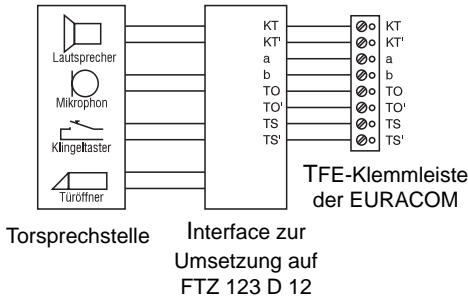 Lautsprecher
Mikrophon
Klingeltaster
Türöffner
KT
KT'
a
b
TO
TO'
TS
TS'
KT
KT'
a
b
TO
TO'
TS
TS'
TFE-Klemmleiste
der EURACOM
Torsprechstelle
Interface zur
Umsetzung auf
FTZ 123 D 12